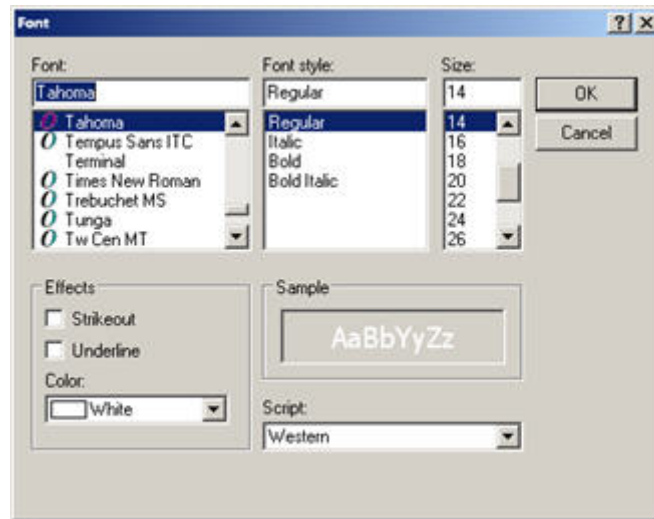 Font
Font:
Tahoma
Tahoma
Tempus Sans ITC
Terminal
Times New Roman
Trebuchet MS
Tunga
Tw Cen MT
Font style:
Regular
Regular
Italic
Bold
Bold Italic
Size:
14
14
16
18
20
22
24
26
OK
Cancel
Effects
Strikeout
Underline
Color:
White
Sample
AaBbYyZz
Script:
Western